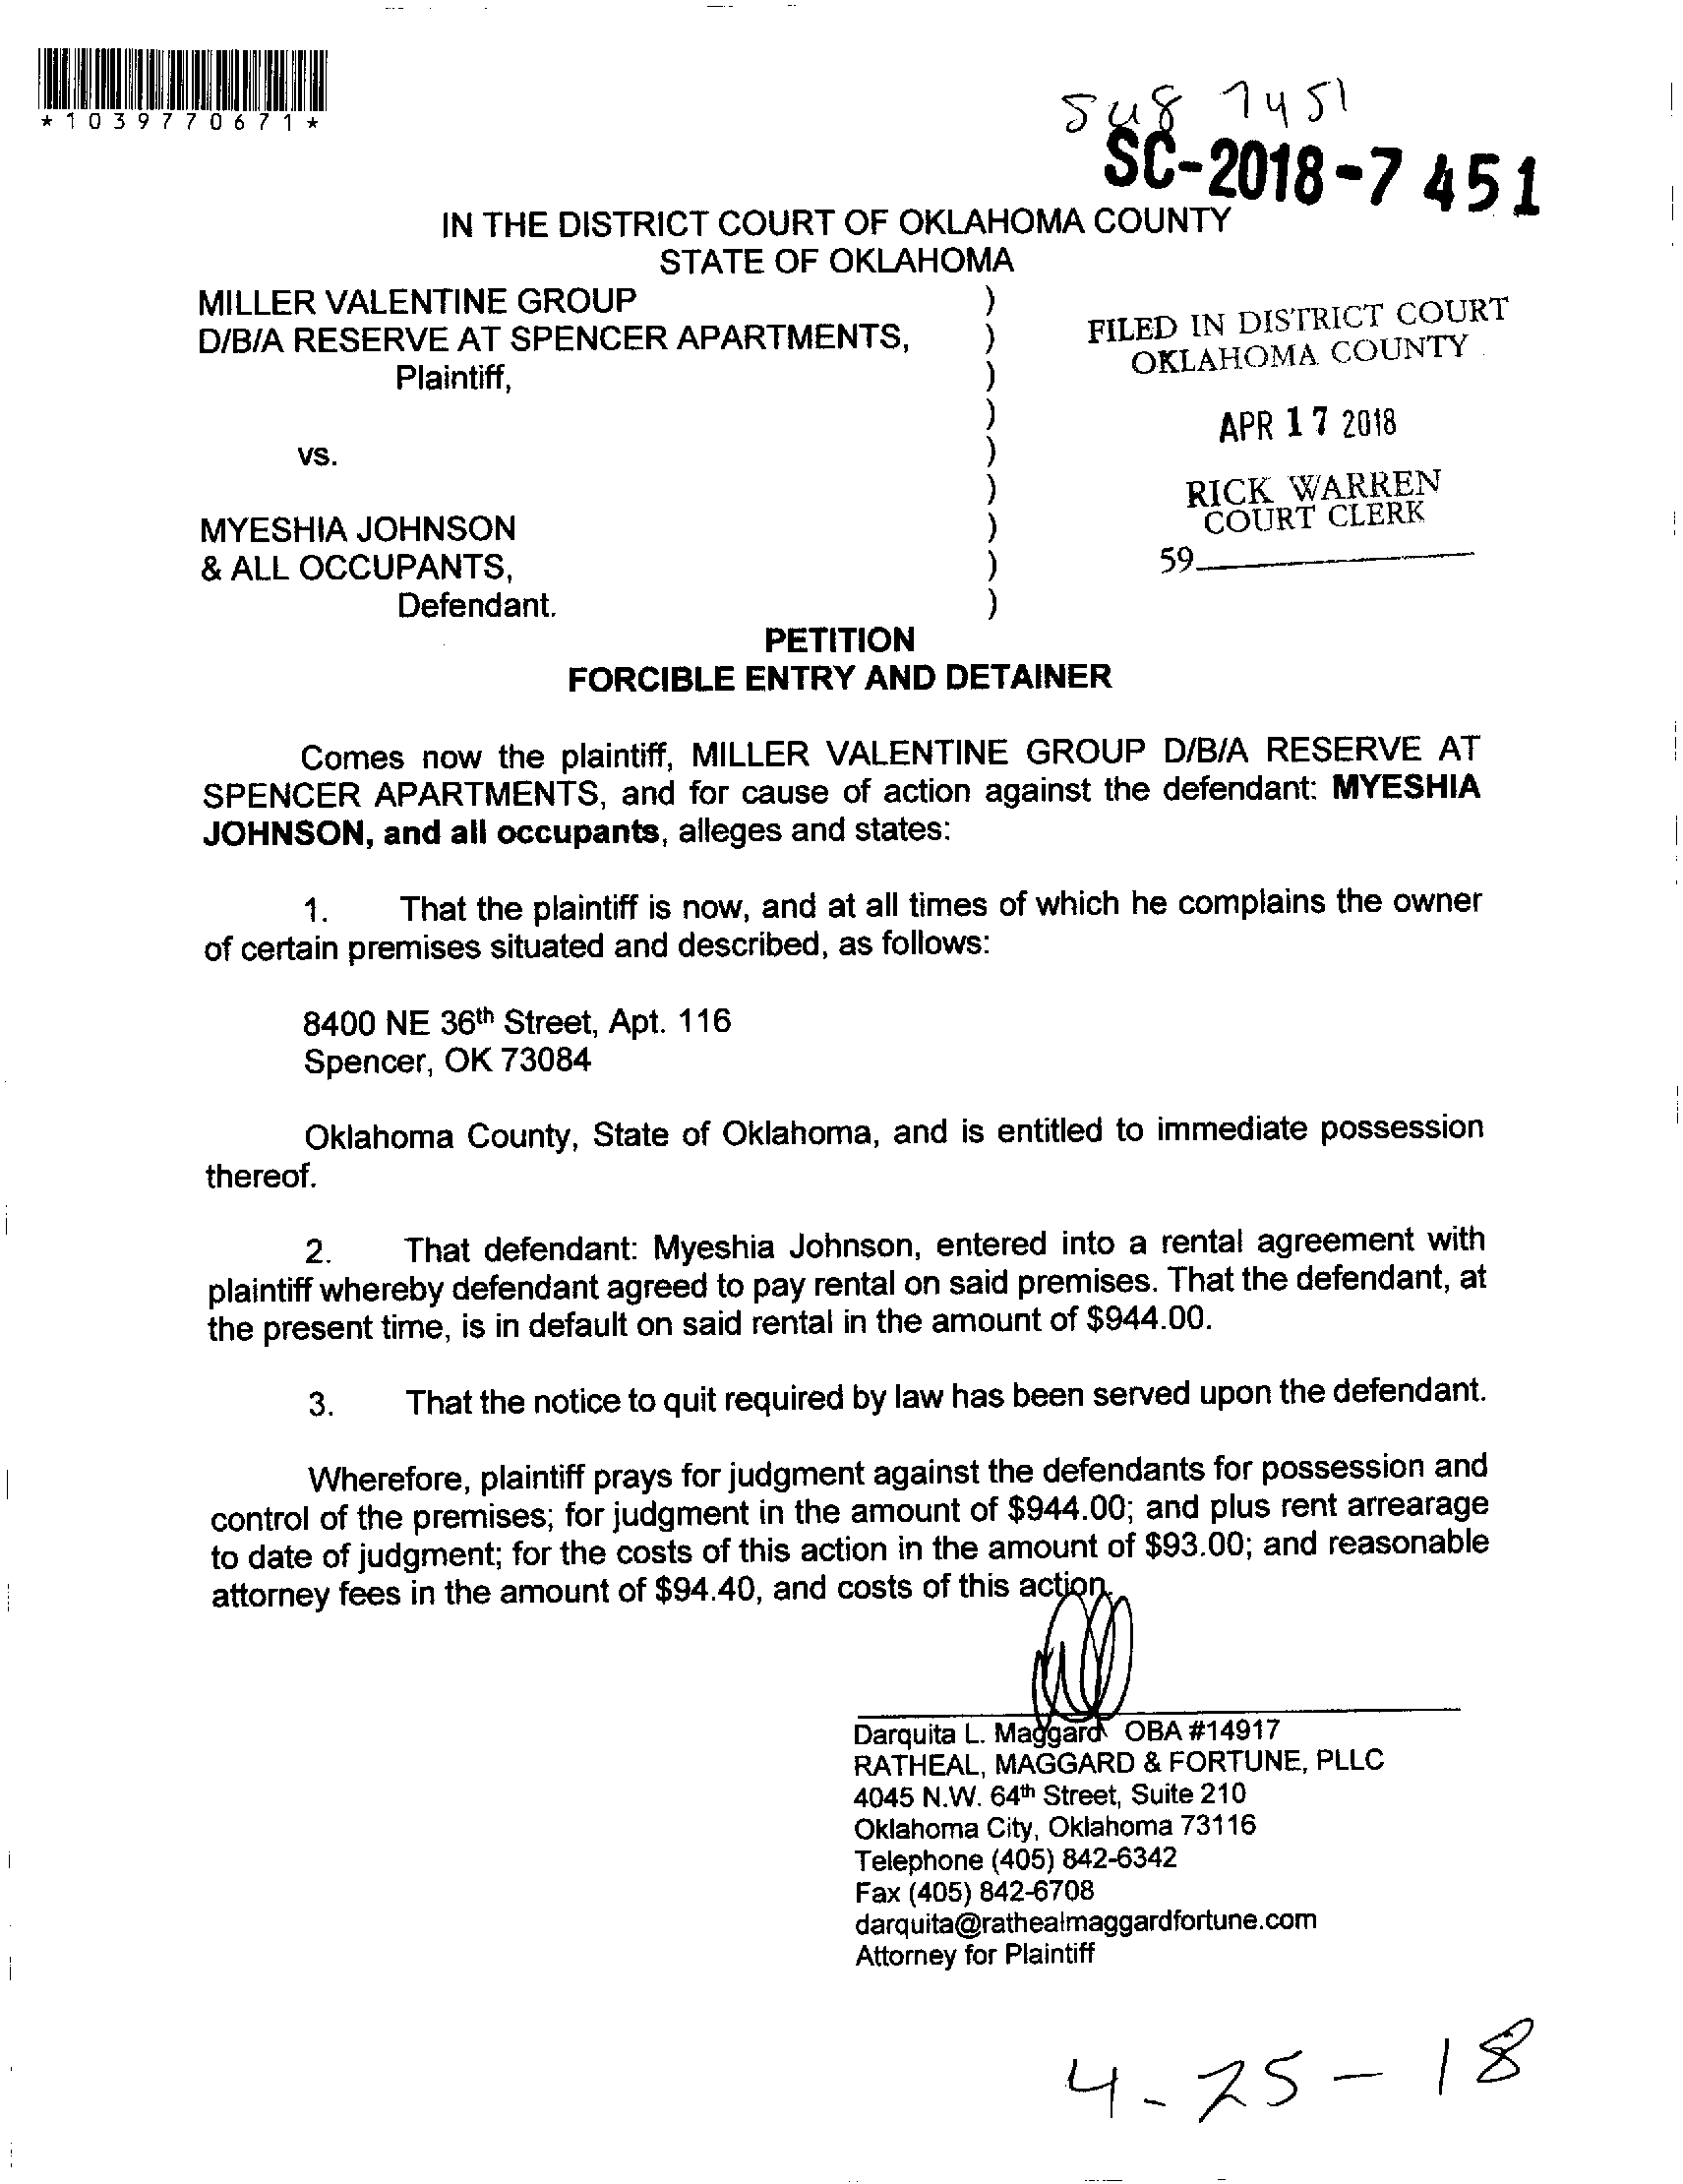 *1039770671*
7451
SC-2018-7451
IN THE DISTRICT COURT OF OKLAHOMA COUNTY
STATE OF OKLAHOMA
MILLER VALENTINE GROUP )
D/B/A RESERVE AT SPENCER APARTMENTS, )
Plaintiff, )
)
vs. )
)
MYESHIA JOHNSON )
& ALL OCCUPANTS, )
Defendant. )
FILED IN DISTRICT COURT
OKLAHOMA COUNTY
APR 17 2018
RICK WARREN
COURT CLERK
59
PETITION
FORCIBLE ENTRY AND DETAINER
Comes now the plaintiff, MILLER VALENTINE GROUP D/B/A RESERVE AT
SPENCER APARTMENTS, and for cause of action against the defendant: MYESHIA
JOHNSON, and all occupants, alleges and states:
1. That the plaintiff is now, and at all times of which he complains the owner
of certain premises situated and described, as follows:
8400 NE 36th Street, Apt. 116
Spencer, OK 73084
Oklahoma County, State of Oklahoma, and is entitled to immediate possession
thereof.
2. That defendant: Myeshia Johnson, entered into a rental agreement with
plaintiff whereby defendant agreed to pay rental on said premises. That the defendant, at
the present time, is in default on said rental in the amount of $944.00.
3. That the notice to quit required by law has been served upon the defendant.
Wherefore, plaintiff prays for judgment against the defendants for possession and
control of the premises; for judgment in the amount of $944.00; and plus rent arrearage
to date of judgment; for the costs of this action in the amount of $93.00; and reasonable
attorney fees in the amount of $94.40, and costs of this action.
Darquita L. Maggard OBA #14917
RATHEAL, MAGGARD & FORTUNE, PLLC
4045 N.W. 64th Street, Suite 210
Oklahoma City, Oklahoma 73116
Telephone (405) 842-6342
Fax (405) 842-6708
darquita@rathealmaggardfortune.com
Attorney for Plaintiff
4-25-18